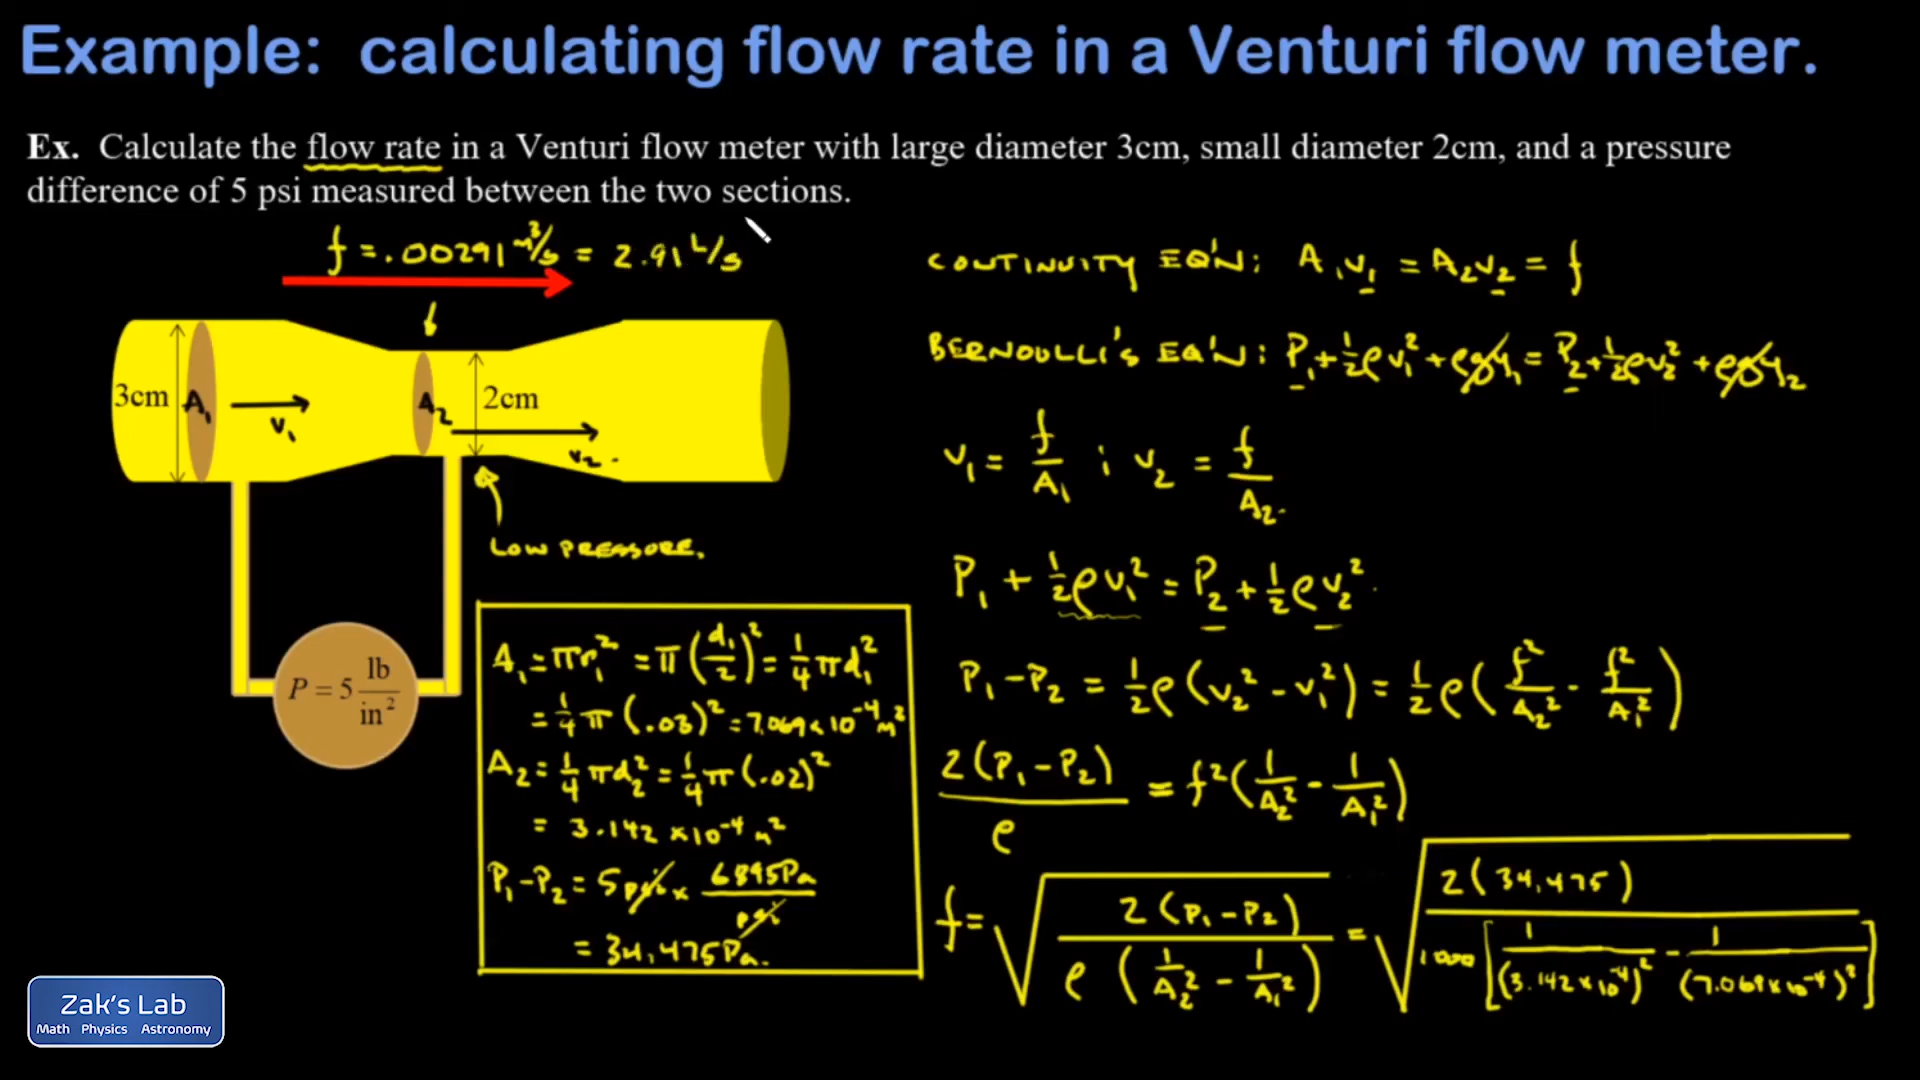 Example: calculating flow rate in a Venturi flow meter.
Ex. Calculate the flow rate in a Venturi flow meter with large diameter 3cm, small diameter 2cm, and a pressure
difference of 5 psi measured between the two sections.
f = .00291 m³/s = 2.91 L/s
3cm A₁ v₁ A₂ 2cm v₂
LOW PRESSURE.
P = 5 lb/in²
A₁ = πr₁² = π(d₁/2)² = 1/4 πd₁²
= 1/4 π (.03)² = 7.069 × 10⁻⁴ m²
A₂ = 1/4 πd₂² = 1/4 π (.02)²
= 3.142 × 10⁻⁴ m²
P₁ - P₂ = 5 psi × 6895 Pa/psi
= 34,475 Pa.
CONTINUITY EQ'N: A₁v₁ = A₂v₂ = f
BERNOULLI'S EQ'N: P₁ + ½ρv₁² + ρgy₁ = P₂ + ½ρv₂² + ρgy₂
v₁ = f/A₁ ; v₂ = f/A₂.
P₁ + ½ρv₁² = P₂ + ½ρv₂².
P₁ - P₂ = ½ρ(v₂² - v₁²) = ½ρ(f²/A₂² - f²/A₁²)
2(P₁ - P₂)/ρ = f²(1/A₂² - 1/A₁²)
f = √(2(P₁ - P₂)/ρ(1/A₂² - 1/A₁²)) = √(2(34,475)/1000[1/(3.142×10⁻⁴)² - 1/(7.069×10⁻⁴)²])
Zak's Lab
Math Physics Astronomy